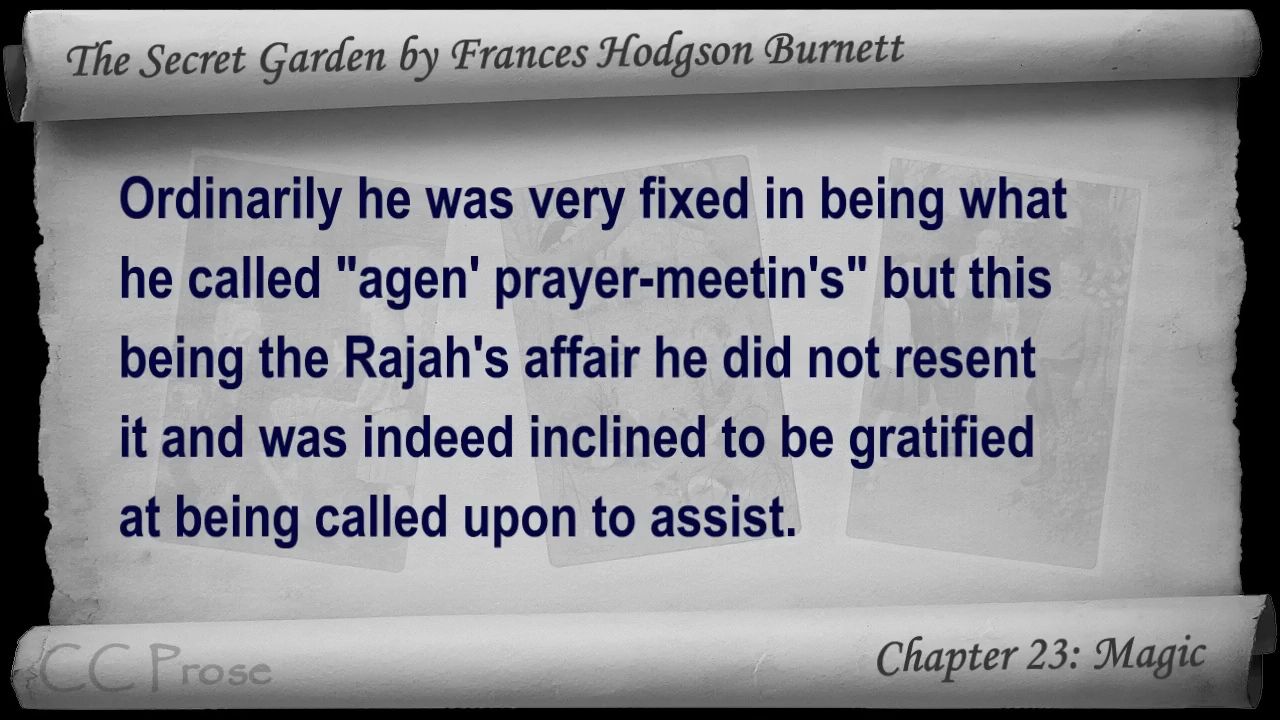 The Secret Garden by Frances Hodgson Burnett
Ordinarily he was very fixed in being what
he called "agen' prayer-meetin's" but this
being the Rajah's affair he did not resent
it and was indeed inclined to be gratified
at being called upon to assist.
CC Prose
Chapter 23: Magic